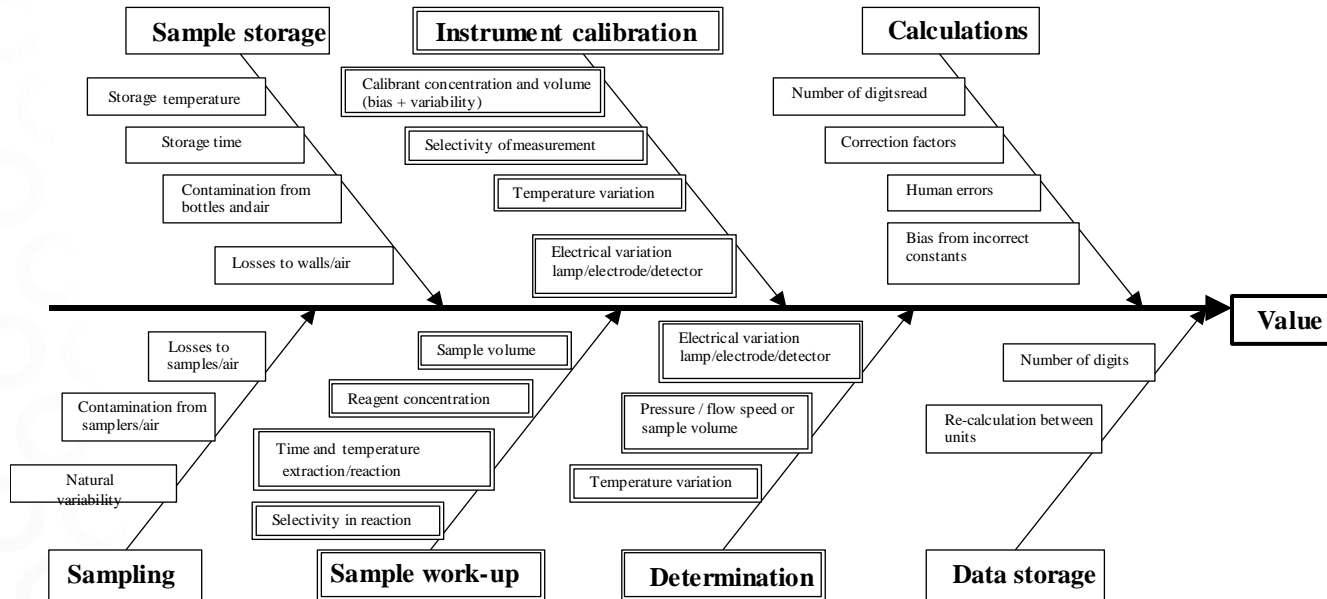 Sample storage
Instrument calibration
Calculations
Storage temperature
Storage time
Contamination from
bottles andair
Losses to walls/air
Calibrant concentration and volume
(bias + variability)
Selectivity of measurement
Temperature variation
Electrical variation
lamp/electrode/detector
Number of digitsread
Correction factors
Human errors
Bias from incorrect
constants
Value
Losses to
samples/air
Contamination from
samplers/air
Natural
variability
Sample volume
Reagent concentration
Time and temperature
extraction/reaction
Selectivity in reaction
Electrical variation
lamp/electrode/detector
Pressure / flow speed or
sample volume
Temperature variation
Number of digits
Re-calculation between
units
Sampling
Sample work-up
Determination
Data storage